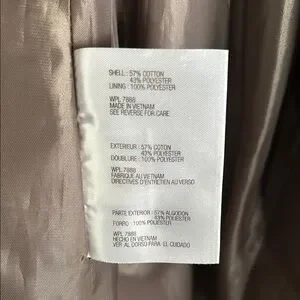 SHELL : 57% COTTON
43% POLYESTER
LINING : 100% POLYESTER
WPL 7888
MADE IN VIETNAM
SEE REVERSE FOR CARE
EXTERIEUR : 57% COTON
43% POLYESTER
DOUBLURE : 100% POLYESTER
WPL 7888
FABRIQUE AU VIETNAM
DIRECTIVES D'ENTRETIEN AU VERSO
PARTE EXTERIOR : 57% ALGODON
43% POLYESTER
FORRO : 100% POLYESTER
WPL 7888
HECHO EN VIETNAM
VER AL DORSO PARA EL CUIDADO